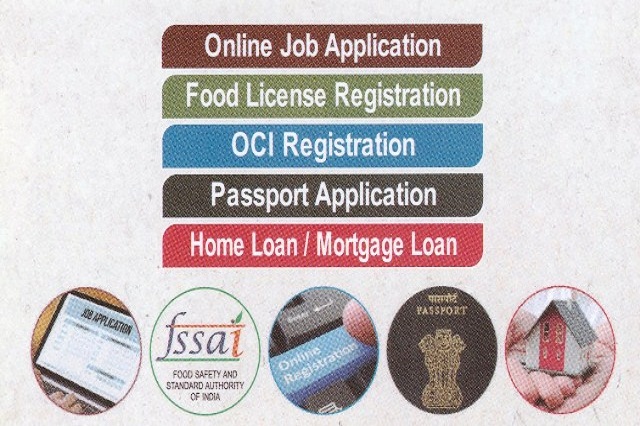 Online Job Application
Food License Registration
OCI Registration
Passport Application
Home Loan / Mortgage Loan
JOB APPLICATION
fssai
FOOD SAFETY AND
STANDARD AUTHORITY
OF INDIA
Online
Registration
पासपोर्ट
PASSPORT